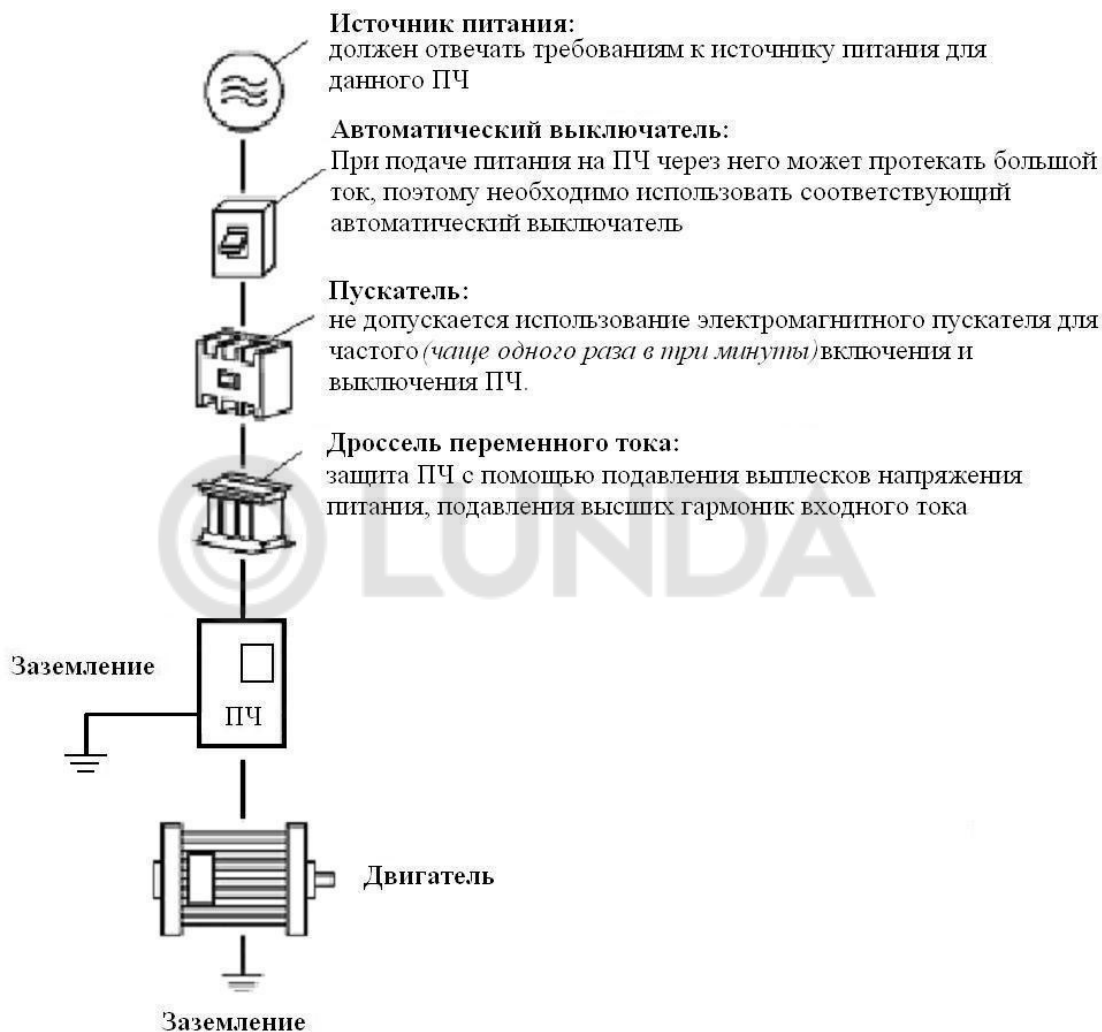 Источник питания:
должен отвечать требованиям к источнику питания для
данного ПЧ
Автоматический выключатель:
При подаче питания на ПЧ через него может протекать большой
ток, поэтому необходимо использовать соответствующий
автоматический выключатель
Пускатель:
не допускается использование электромагнитного пускателя для
частого (чаще одного раза в три минуты) включения и
выключения ПЧ.
Дроссель переменного тока:
защита ПЧ с помощью подавления выплесков напряжения
питания, подавления высших гармоник входного тока
LUNDA
Заземление
ПЧ
Двигатель
Заземление